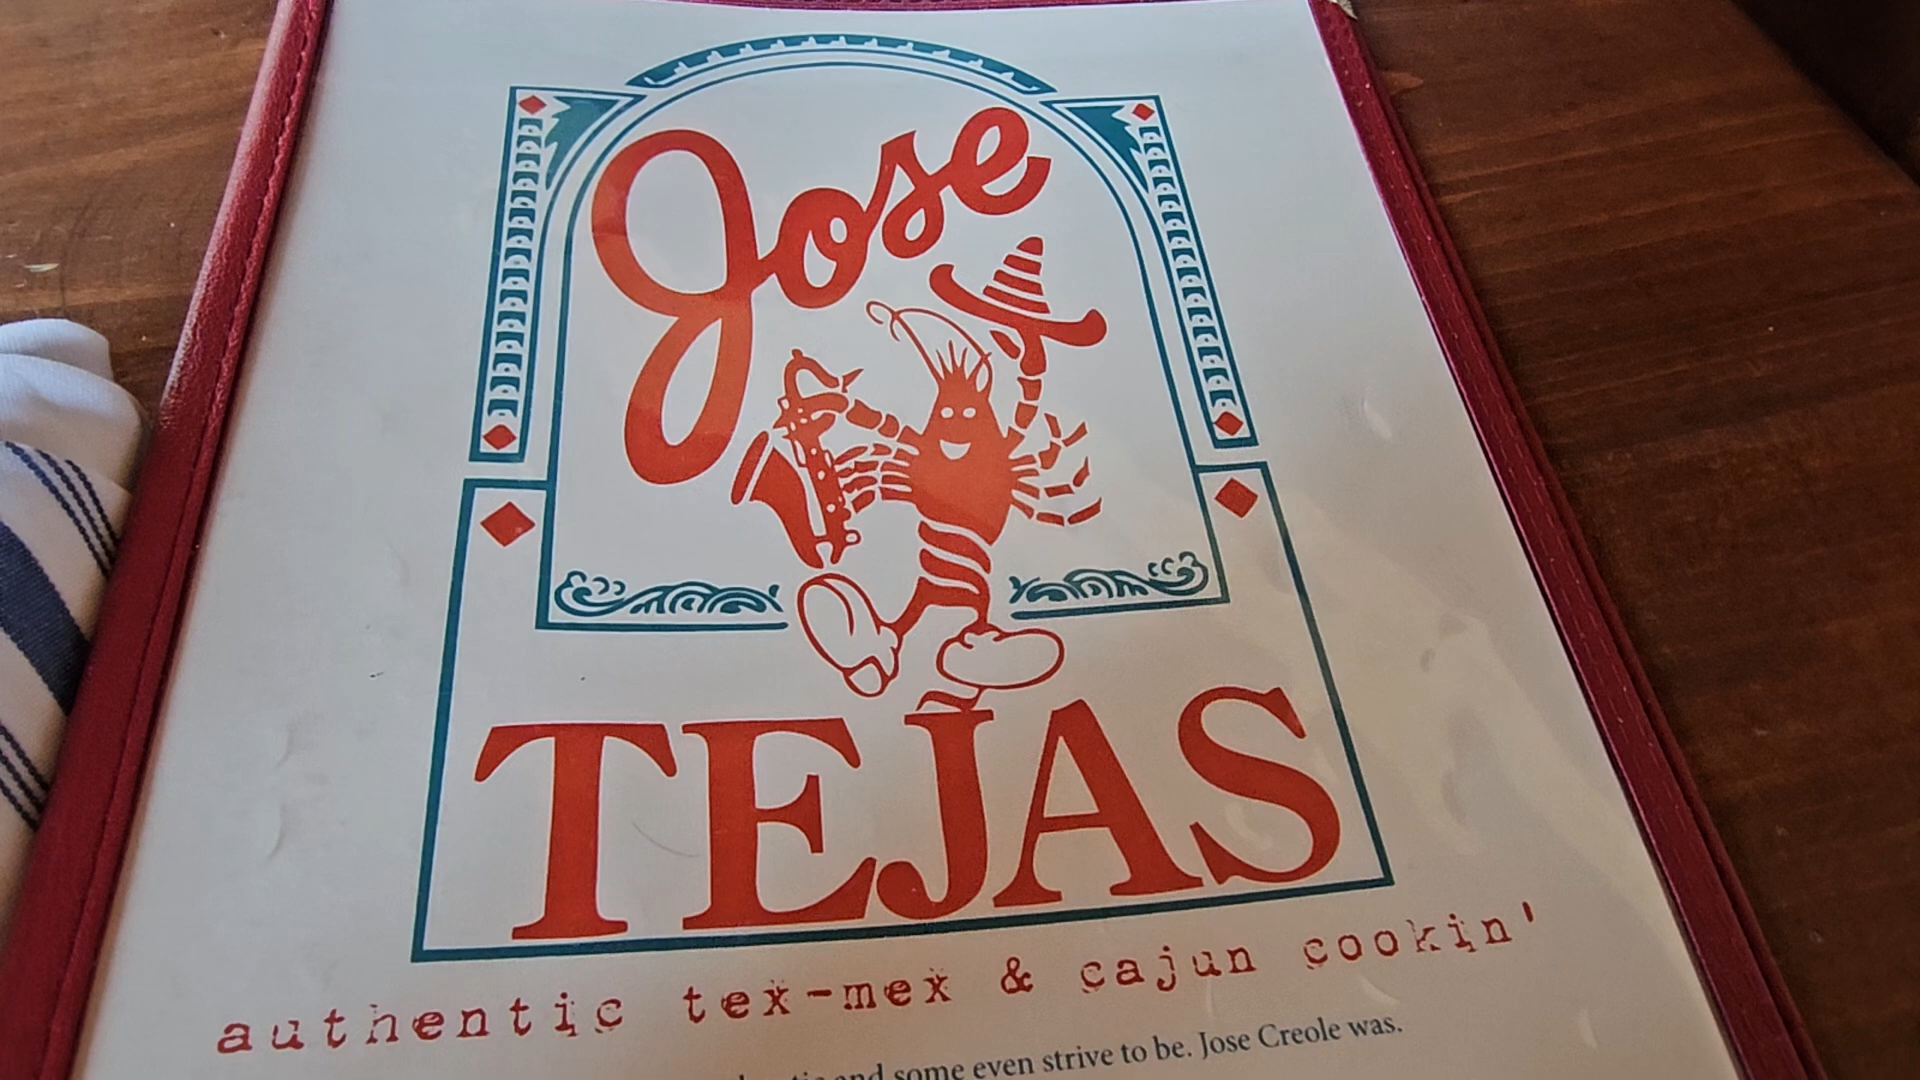 Jose
TEJAS
authentic tex-mex & cajun cookin'
and some even strive to be. Jose Creole was.